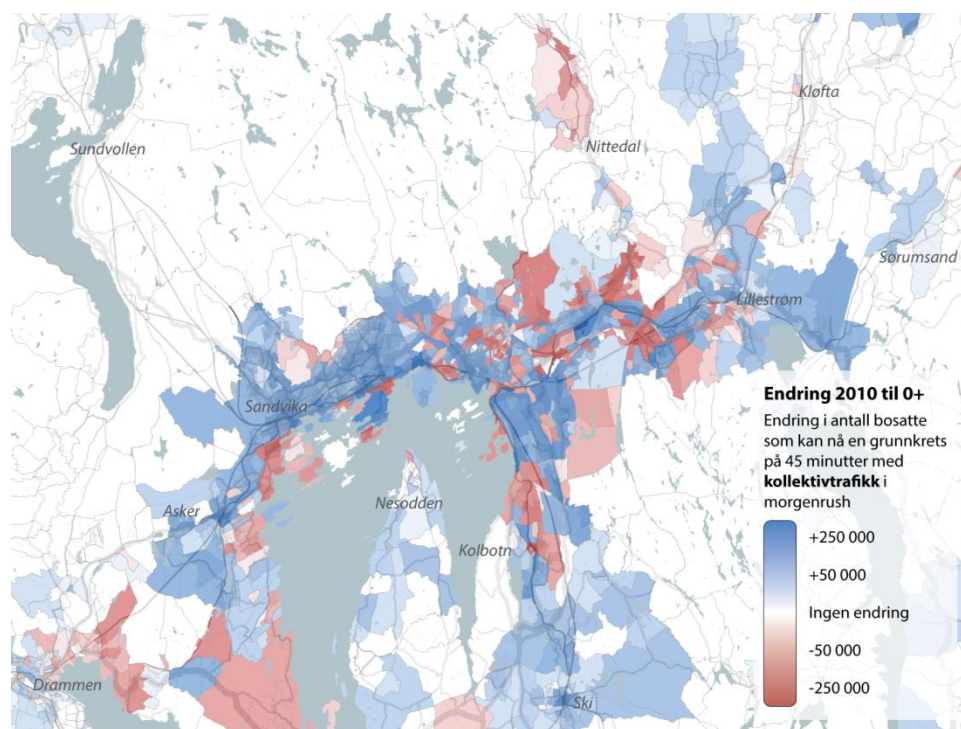 Kløfta
Sundvollen
Nittedal
Sørumsand
Lillestrøm
Sandvika
Asker
Nesodden
Kolbotn
Drammen
Ski
Endring 2010 til 0+
Endring i antall bosatte
som kan nå en grunnkrets
på 45 minutter med
kollektivtrafikk i
morgenrush
+250 000
+50 000
Ingen endring
-50 000
-250 000